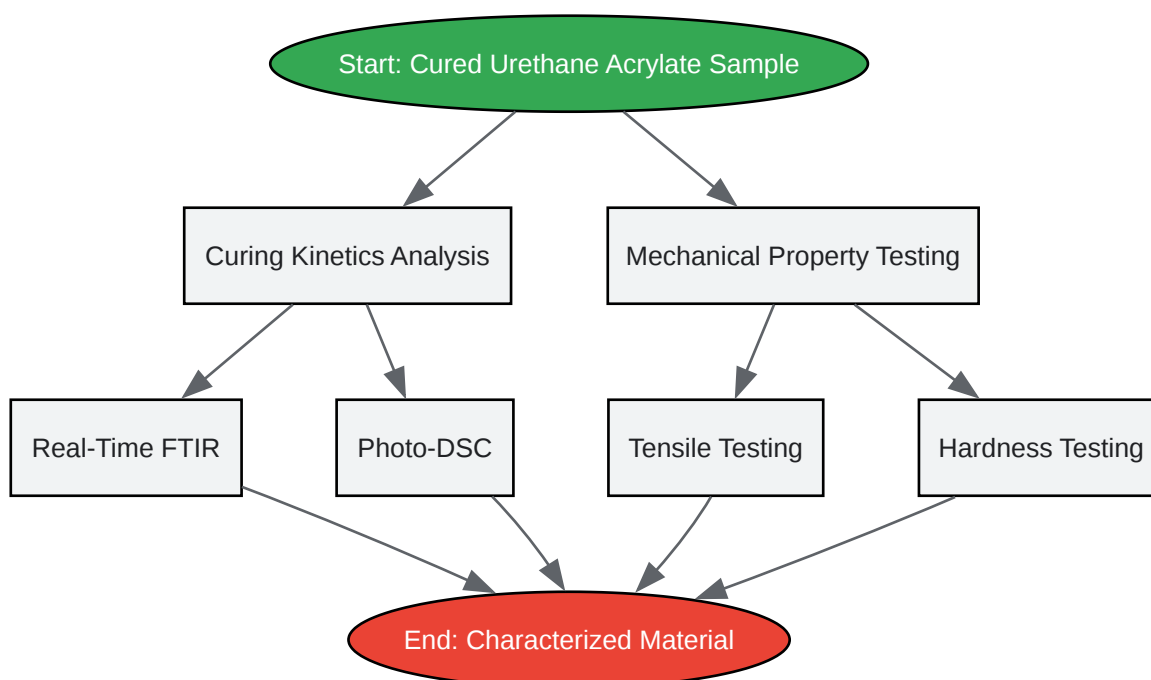 Start: Cured Urethane Acrylate Sample
Curing Kinetics Analysis
Mechanical Property Testing
Real-Time FTIR
Photo-DSC
Tensile Testing
Hardness Testing
End: Characterized Material